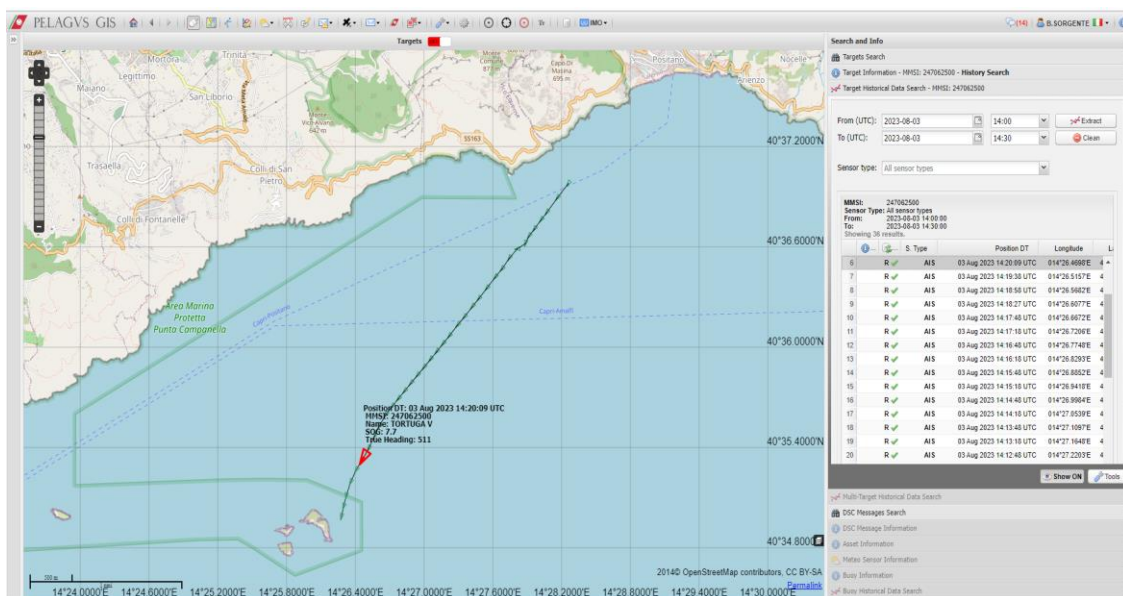 PELAGVS GIS
IMO
(14)
B.SORGENTE
Targets
Search and Info
Targets Search
Target Information - MMSI: 247062500 - History Search
Target Historical Data Search - MMSI: 247062500
From (UTC): 2023-08-03 14:00 Extract
To (UTC): 2023-08-03 14:30 Clean
Sensor type: All sensor types
MMSI: 247062500
Sensor Type: All sensor types
From: 2023-08-03 14:00:00
To: 2023-08-03 14:30:00
Showing 36 results.
S. Type Position DT Longitude
6 R AIS 03 Aug 2023 14:20:09 UTC 014°26.4698'E 4
7 R AIS 03 Aug 2023 14:19:38 UTC 014°26.5157'E 4
8 R AIS 03 Aug 2023 14:18:58 UTC 014°26.5682'E 4
9 R AIS 03 Aug 2023 14:18:27 UTC 014°26.6077'E 4
10 R AIS 03 Aug 2023 14:17:48 UTC 014°26.6672'E 4
11 R AIS 03 Aug 2023 14:17:18 UTC 014°26.7206'E 4
12 R AIS 03 Aug 2023 14:16:48 UTC 014°26.7748'E 4
13 R AIS 03 Aug 2023 14:16:18 UTC 014°26.8293'E 4
14 R AIS 03 Aug 2023 14:15:48 UTC 014°26.8852'E 4
15 R AIS 03 Aug 2023 14:15:18 UTC 014°26.9418'E 4
16 R AIS 03 Aug 2023 14:14:48 UTC 014°26.9984'E 4
17 R AIS 03 Aug 2023 14:14:18 UTC 014°27.0539'E 4
18 R AIS 03 Aug 2023 14:13:48 UTC 014°27.1097'E 4
19 R AIS 03 Aug 2023 14:13:18 UTC 014°27.1648'E 4
20 R AIS 03 Aug 2023 14:12:48 UTC 014°27.2203'E 4
Show ON Tools
Multi-Target Historical Data Search
DSC Messages Search
DSC Message Information
Asset Information
Meteo Sensor Information
Buoy Information
Buoy Historical Data Search
Mortora
Trinita
Legittimo
Maiano
San Liborio
Trasaella
Colli di San Pietro
Colli di Fontanelle
SS163
642 m
695 m
Positano
Nocelle
Arienzo
Area Marina
Protetta
Punta Campanella
Capri-Positano
Capri-Amalfi
Position DT: 03 Aug 2023 14:20:09 UTC
MMSI: 247062500
Name: TORTUGA V
SOG: 7.7
True Heading: 511
40°37.2000'N
40°36.6000'N
40°36.0000'N
40°35.4000'N
40°34.8000'N
2014© OpenStreetMap contributors, CC BY-SA
Permalink
14°24.0000'E 14°24.6000'E 14°25.2000'E 14°25.8000'E 14°26.4000'E 14°27.0000'E 14°27.6000'E 14°28.2000'E 14°28.8000'E 14°29.4000'E 14°30.0000'E